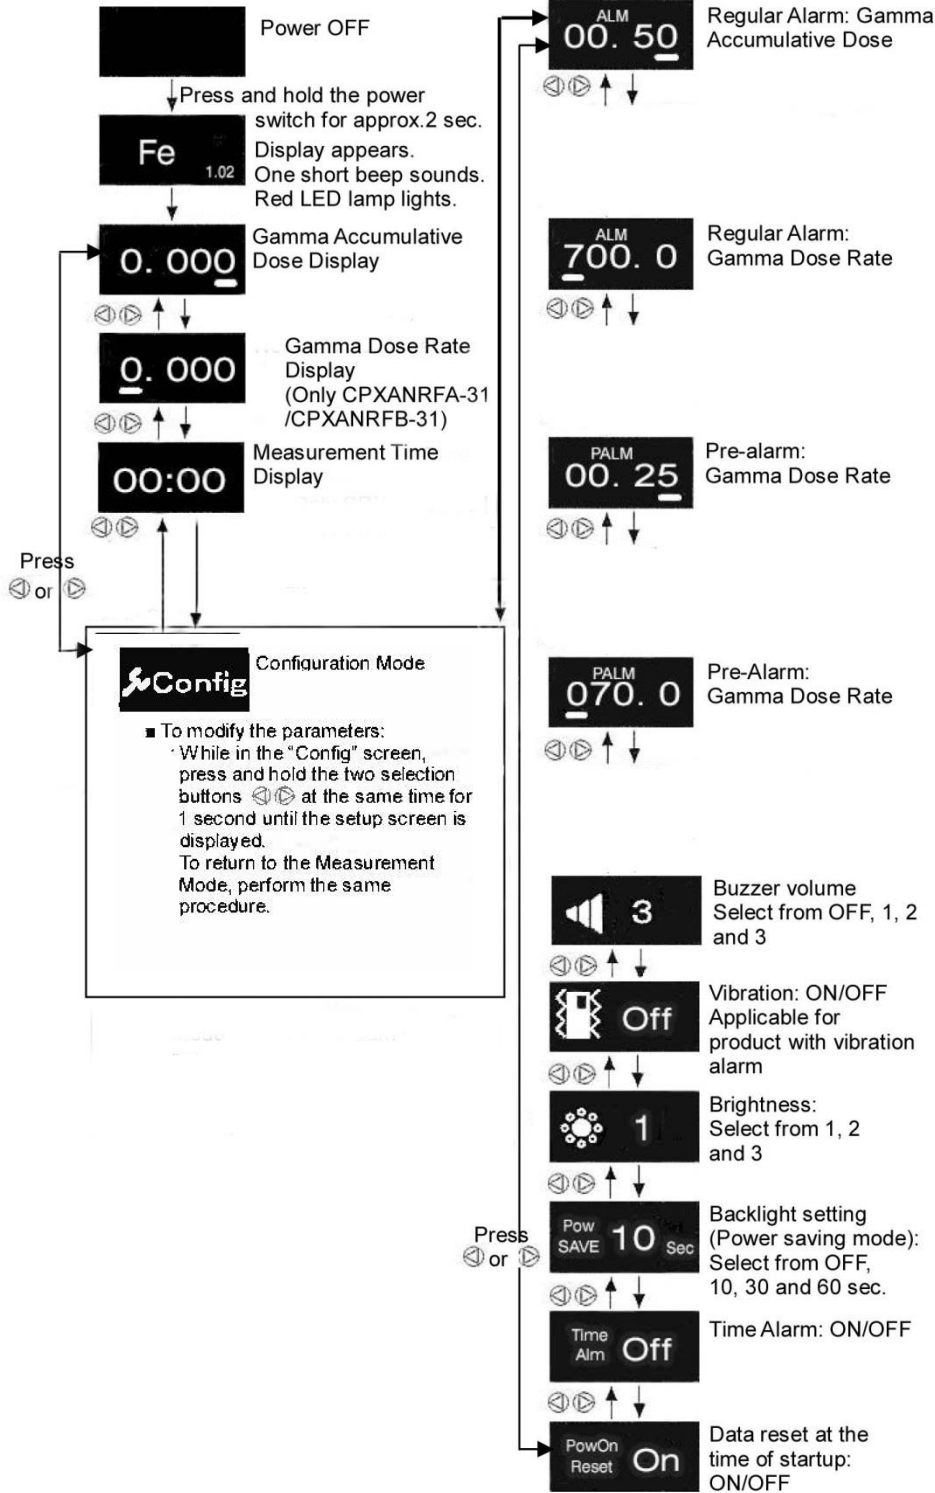 Power OFF
Press and hold the power
switch for approx.2 sec.
Fe
1.02
Display appears.
One short beep sounds.
Red LED lamp lights.
0. 000
Gamma Accumulative
Dose Display
0. 000
Gamma Dose Rate
Display
(Only CPXANRFA-31
/CPXANRFB-31)
00:00
Measurement Time
Display
Press
or
Config
Configuration Mode
■ To modify the parameters:
While in the “Config” screen,
press and hold the two selection
buttons at the same time for
1 second until the setup screen is
displayed.
To return to the Measurement
Mode, perform the same
procedure.
ALM
00. 50
Regular Alarm: Gamma
Accumulative Dose
ALM
700. 0
Regular Alarm:
Gamma Dose Rate
PALM
00. 25
Pre-alarm:
Gamma Dose Rate
PALM
070. 0
Pre-Alarm:
Gamma Dose Rate
3
Buzzer volume
Select from OFF, 1, 2
and 3
Off
Vibration: ON/OFF
Applicable for
product with vibration
alarm
1
Brightness:
Select from 1, 2
and 3
Press
or
Pow
SAVE 10 Sec
Backlight setting
(Power saving mode):
Select from OFF,
10, 30 and 60 sec.
Time
Alm Off
Time Alarm: ON/OFF
PowOn
Reset On
Data reset at the
time of startup:
ON/OFF